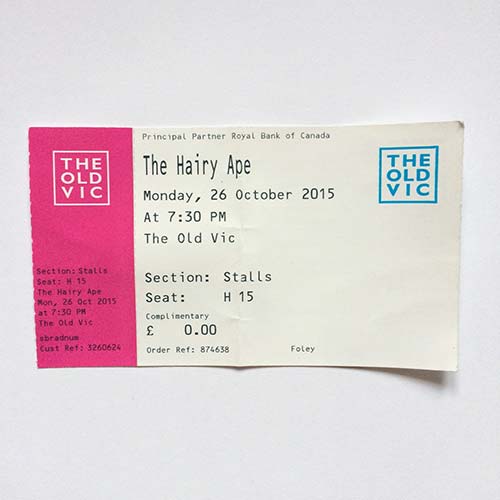 THE
OLD
VIC
Section: Stalls
Seat: H 15
The Hairy Ape
Mon, 26 Oct 2015
at 7:30 PM
The Old Vic
sbradnum
Cust Ref: 3260624
Principal Partner Royal Bank of Canada
The Hairy Ape
Monday, 26 October 2015
At 7:30 PM
The Old Vic
Section: Stalls
Seat: H 15
Complimentary
£ 0.00
Order Ref: 874638 Foley
THE
OLD
VIC